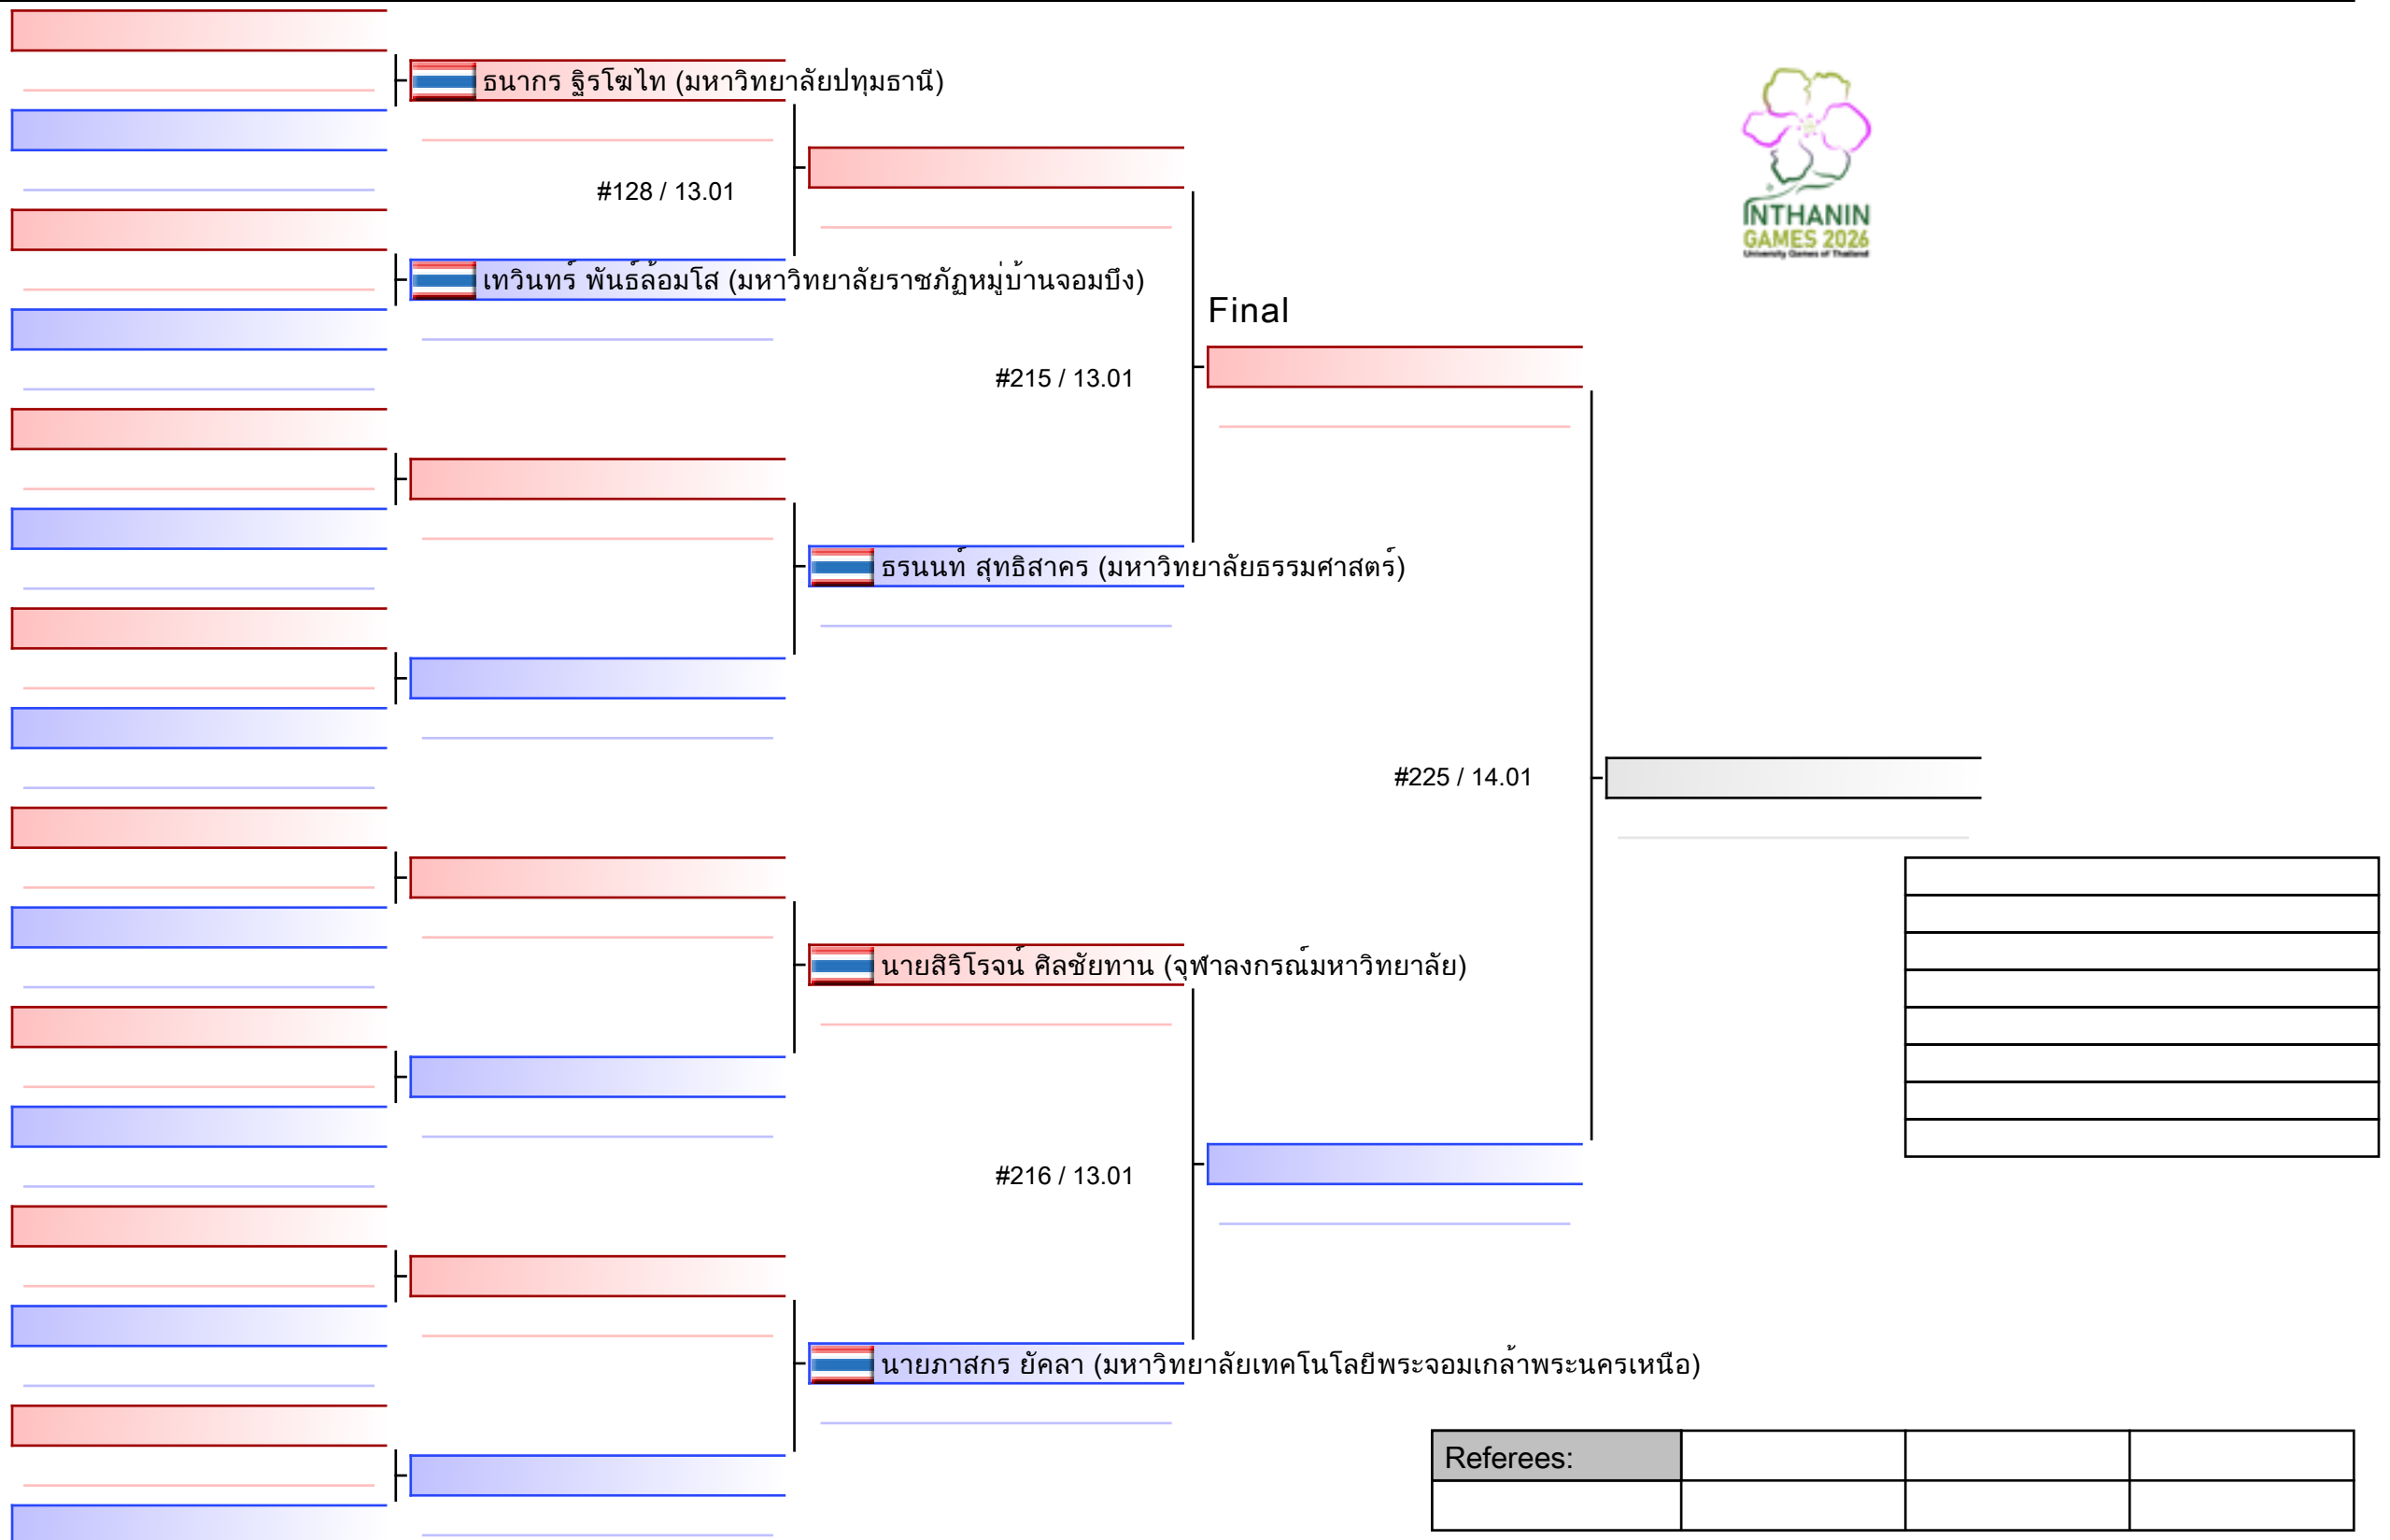 ธนากร ฐิรโฆไท (มหาวิทยาลัยปทุมธานี)
#128 / 13.01
เทวินทร์ พันธ์ล้อมโส (มหาวิทยาลัยราชภัฏหมู่บ้านจอมบึง)
INTHANIN
GAMES 2026
University Games of Thailand
Final
#215 / 13.01
ธรนนท์ สุทธิสาคร (มหาวิทยาลัยธรรมศาสตร์)
#225 / 14.01
นายสิริโรจน์ ศิลชัยทาน (จุฬาลงกรณ์มหาวิทยาลัย)
#216 / 13.01
นายภาสกร ยัคลา (มหาวิทยาลัยเทคโนโลยีพระจอมเกล้าพระนครเหนือ)
Referees: